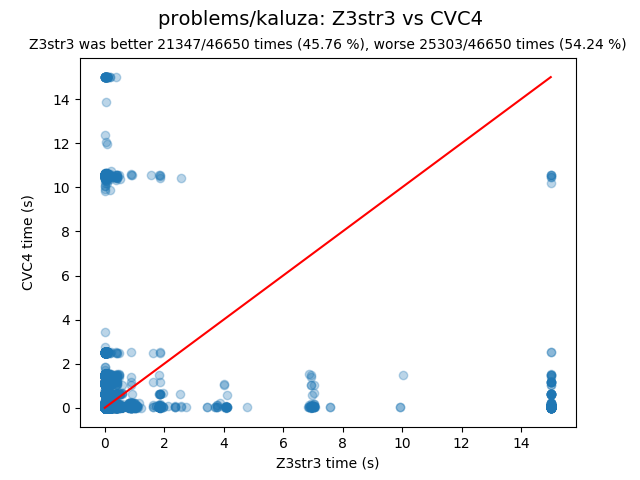 problems/kaluza: Z3str3 vs CVC4
Z3str3 was better 21347/46650 times (45.76 %), worse 25303/46650 times (54.24 %)
14
12
10
8
6
4
2
0
CVC4 time (s)
0 2 4 6 8 10 12 14
Z3str3 time (s)